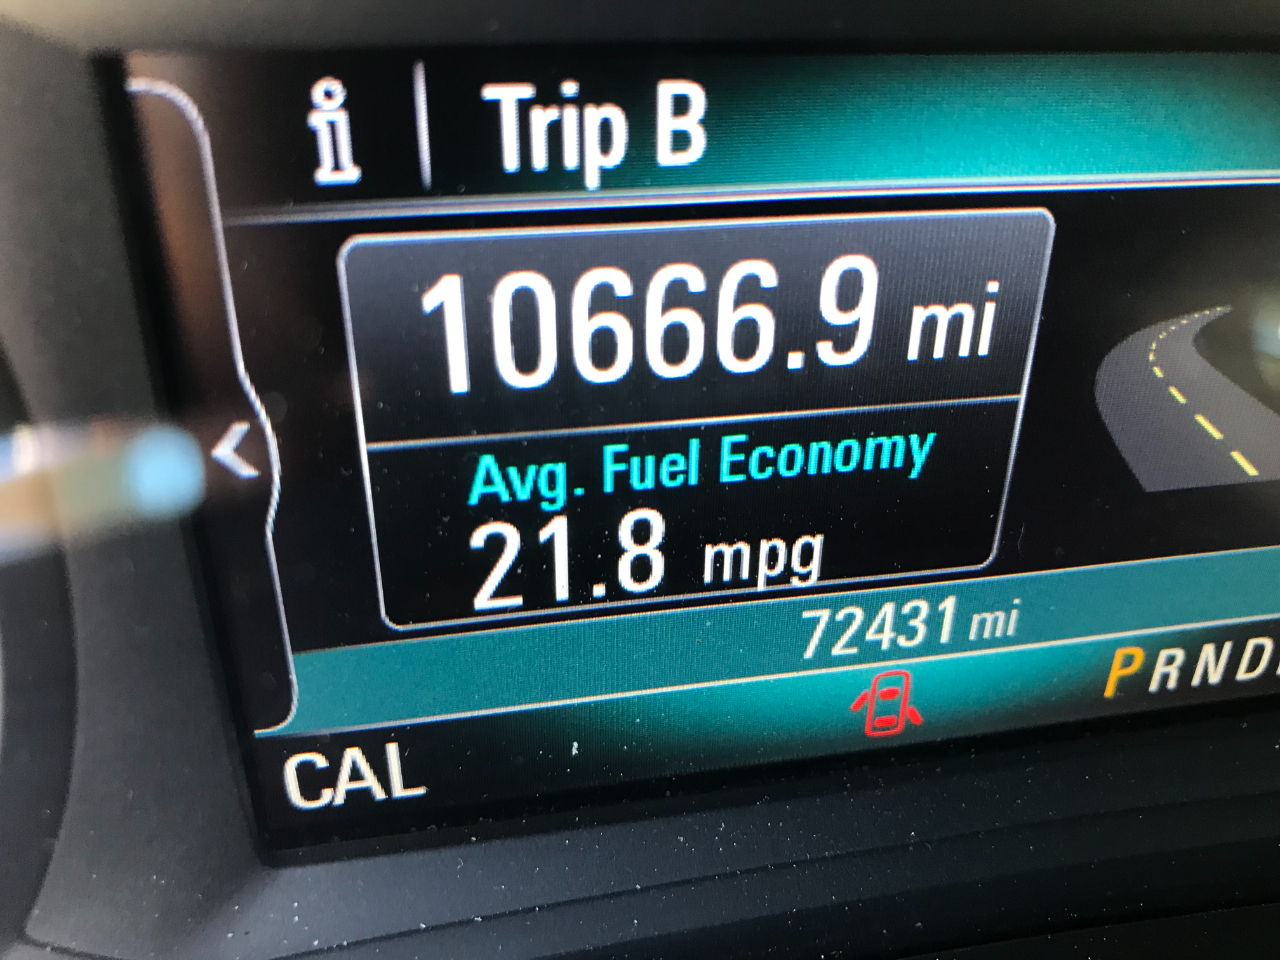 i | Trip B
10666.9 mi
Avg. Fuel Economy
21.8 mpg
72431 mi
PRND
CAL